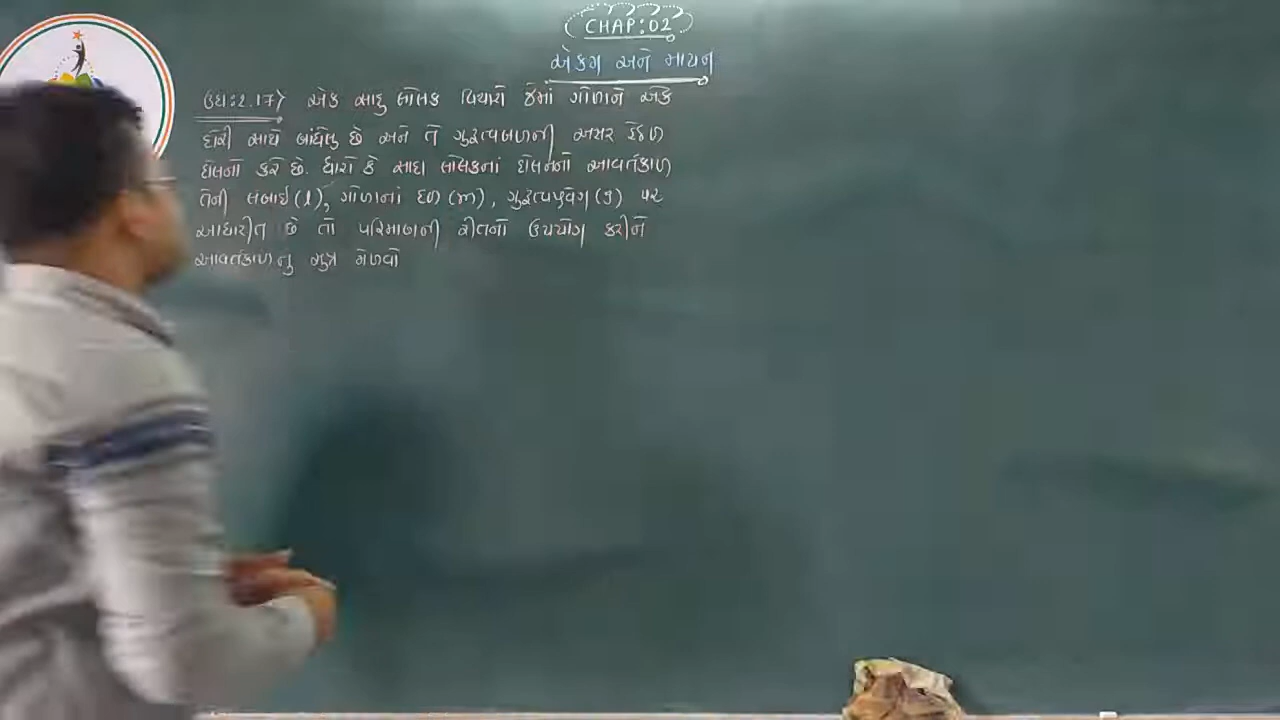 CHAP:02
એકમ અને માપન
ઉદા:2.17> એક સાદુ લોલક વિચારો જેમાં ગોળાને એક
દોરી સાથે બાંધેલુ છે અને તે ગુરૂત્વબળની અસર હેઠળ
દોલનો કરે છે. ધારો કે સાદા લોલકનાં દોલનનો આવર્તકાળ
તેની લંબાઈ (l), ગોળાનાં દળ (m), ગુરૂત્વપ્રવેગ (g) પર
આધારીત છે તો પરિમાણની રીતનો ઉપયોગ કરીને
આવર્તકાળનુ સુત્ર મેળવો